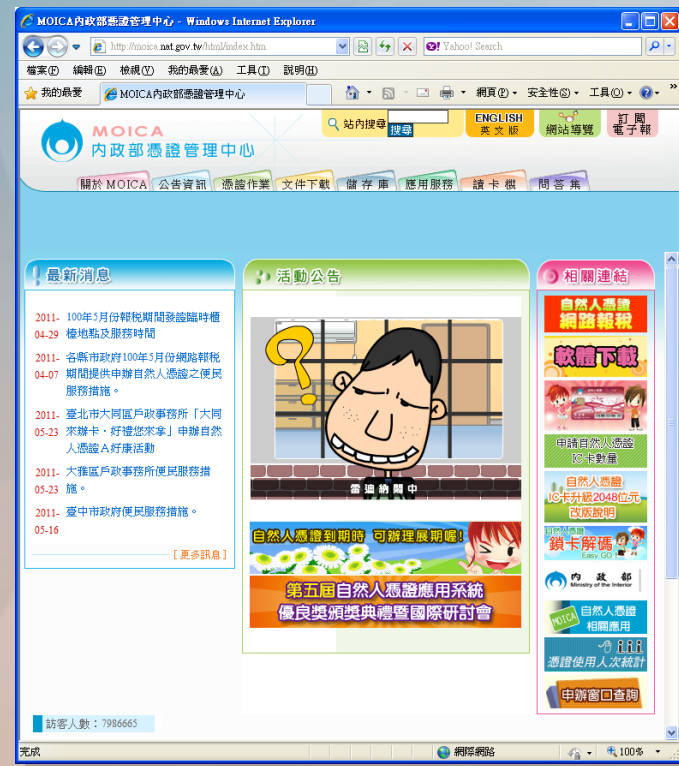 MOICA內政部憑證管理中心 - Windows Internet Explorer
http://moica.nat.gov.tw/html/index.htm
Yahoo! Search
檔案(F) 編輯(E) 檢視(V) 我的最愛(A) 工具(T) 說明(H)
我的最愛 MOICA內政部憑證管理中心 網頁(P) 安全性(S) 工具(O)
MOICA
內政部憑證管理中心
站內搜尋 搜尋
ENGLISH
英文版
網站導覽
訂閱
電子報
關於 MOICA 公告資訊 憑證作業 文件下載 儲存庫 應用服務 讀卡機 問答集
最新消息
2011-04-29 100年5月份報稅期間發證臨時櫃
檯地點及服務時間
2011-04-07 各縣市政府100年5月份網路報稅
期間提供申辦自然人憑證之便民
服務措施。
2011-05-23 臺北市大同區戶政事務所「大同
來辦卡‧好禮您來拿」申辦自然
人憑證A好康活動
2011-05-23 大雅區戶政事務所便民服務措
施。
2011-05-16 臺中市政府便民服務措施。
[更多訊息]
訪客人數：7986665
活動公告
雷迪納閣中
自然人憑證到期時 可辦理展期喔!
第五屆自然人憑證應用系統
優良獎頒獎典禮暨國際研討會
相關連結
自然人憑證
網路報稅
軟體下載
申請自然人憑證
IC卡數量
自然人憑證
IC卡升級2048位元
改版說明
自然人憑證
鎖卡解碼
Easy GO!
內政部
Ministry of the Interior
MOICA
自然人憑證
相關應用
憑證使用人次統計
申辦窗口查詢
完成
網際網路
100%